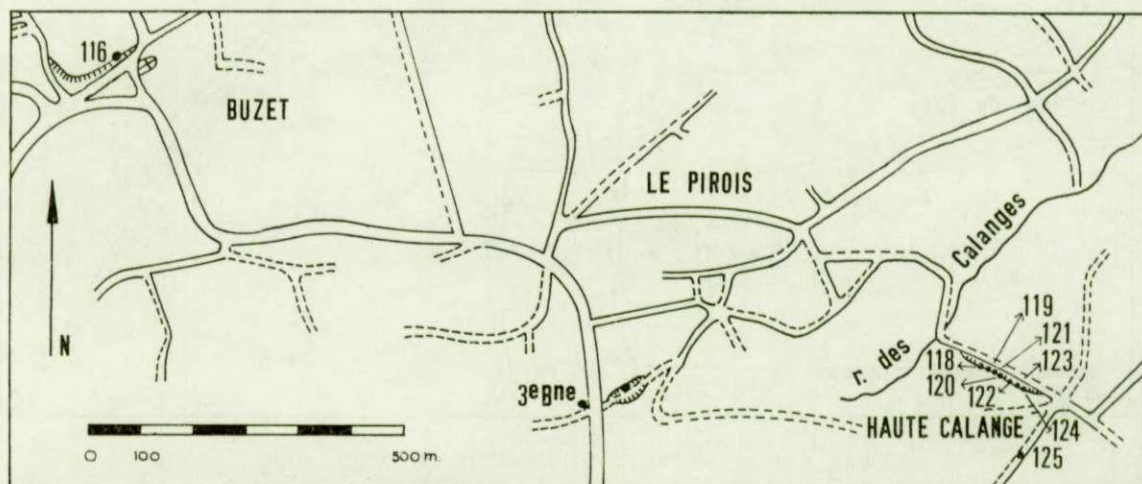 116
BUZET
LE PIROIS
Calanges
r. des
N
119
121
123
118
120
122
3e Bne
HAUTE CALANGE
124
125
0 100 500 m.